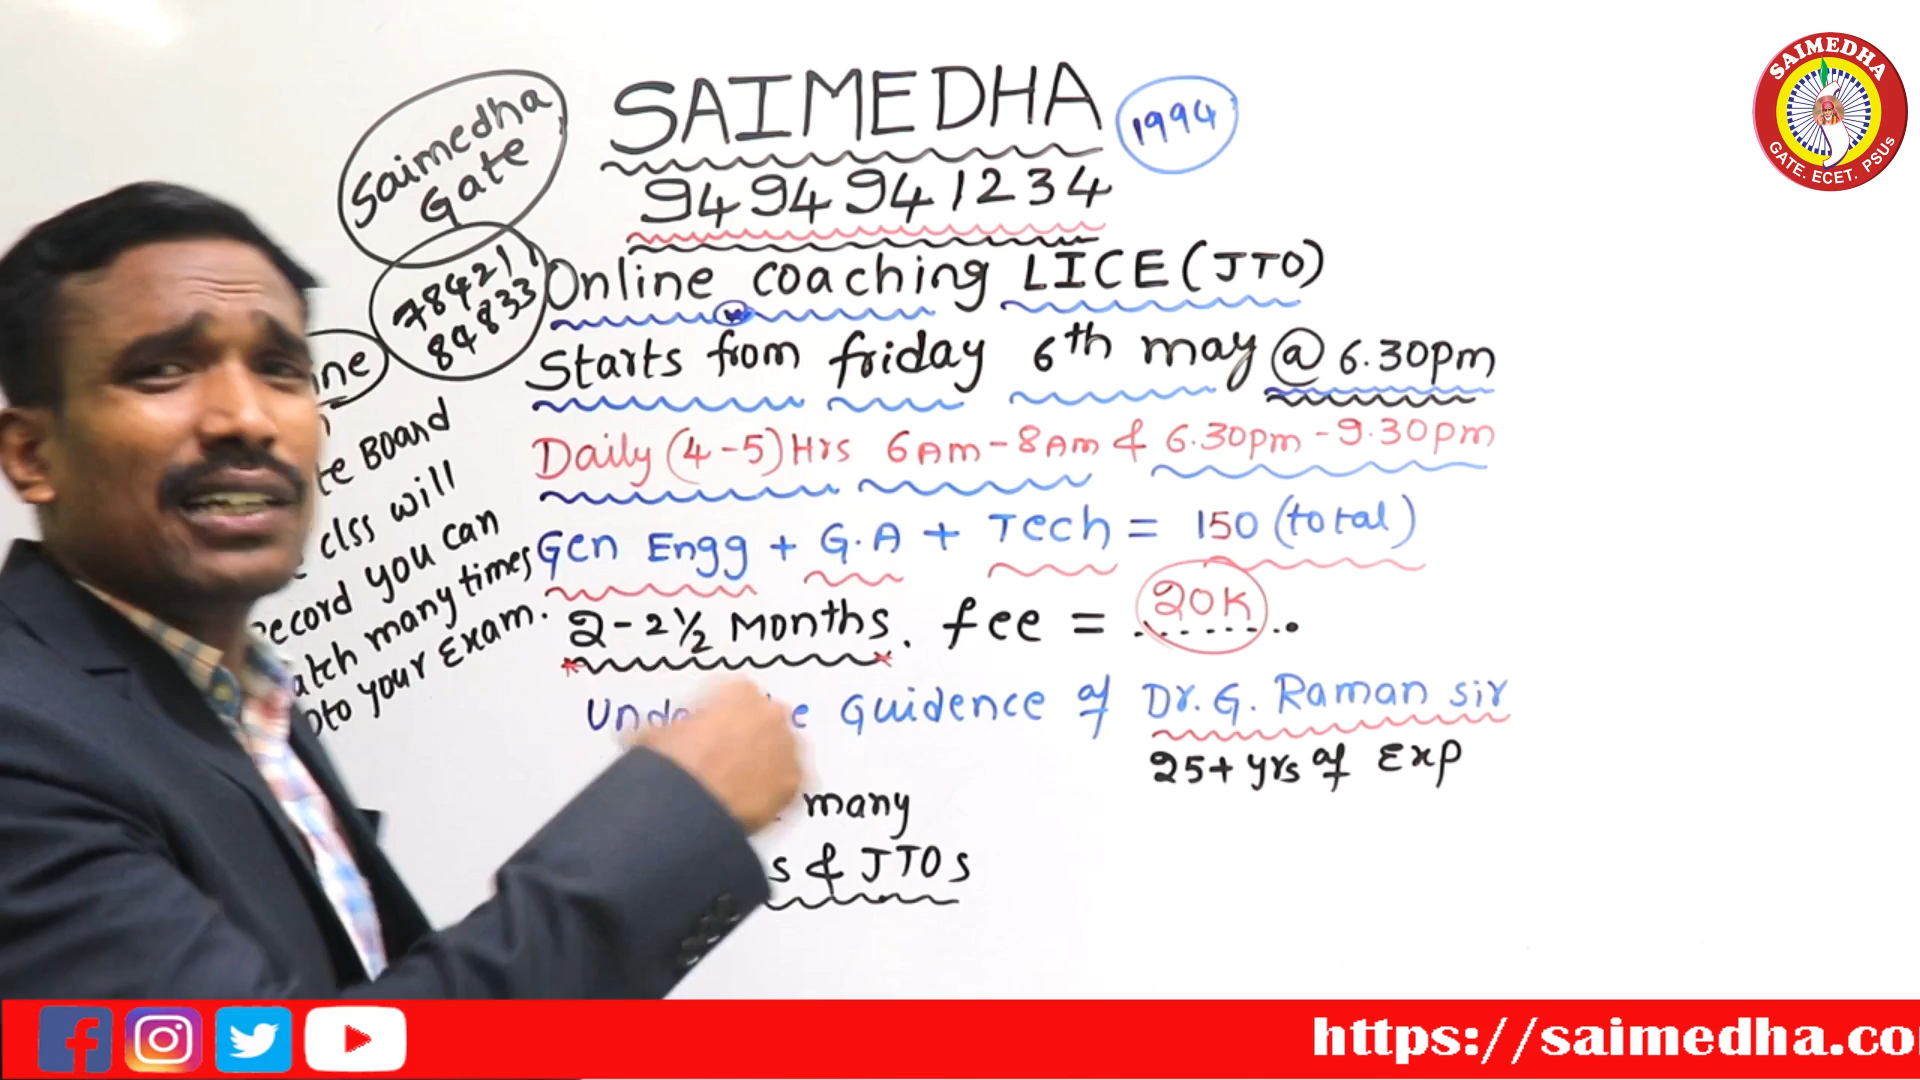 SAIMEDHA
GATE. ECET. PSUs
Saimedha
Gate
SAIMEDHA 1994
9494941234
78421
84833
Online coaching LICE (JTO)
Starts from friday 6th may @ 6.30pm
Daily (4-5) Hrs 6AM-8AM & 6.30pm-9.30pm
Gen Engg + G.A + Tech = 150 (total)
2-2½ Months. fee = 20K
Under Guidence of Dr. G. Raman sir
25+ yrs of Exp
many
s & JTOs
ne
Board
clss will
ecord you can
atch many times
pto your Exam.
https://saimedha.co